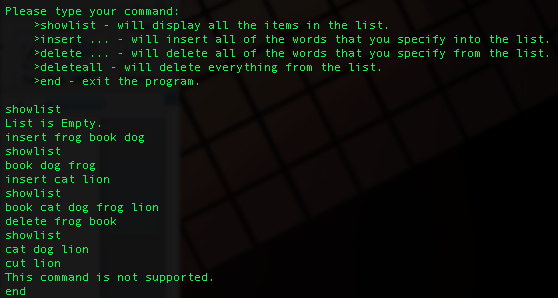 Please type your command:
    >showlist - will display all the items in the list.
    >insert ... - will insert all of the words that you specify into the list.
    >delete ... - will delete all of the words that you specify from the list.
    >deleteall - will delete everything from the list.
    >end - exit the program.

showlist
List is Empty.
insert frog book dog
showlist
book dog frog
insert cat lion
showlist
book cat dog frog lion
delete frog book
showlist
cat dog lion
cut lion
This command is not supported.
end